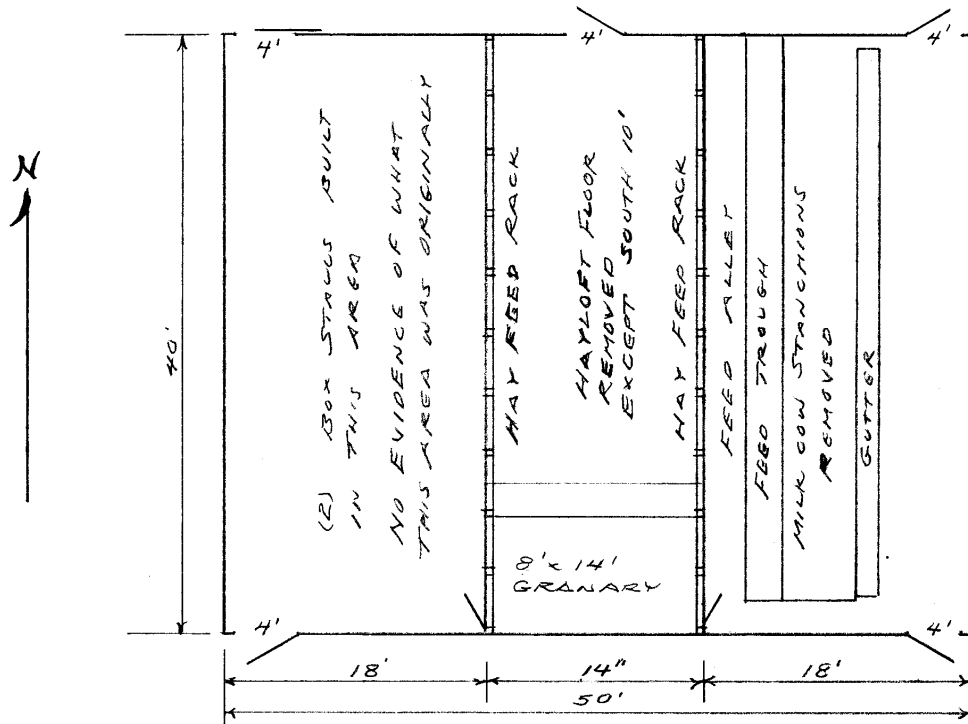 4'
4'
4'
N
40'
(2) BOX STALLS BUILT
IN THIS AREA
NO EVIDENCE OF WHAT
THIS AREA WAS ORIGINALLY
HAY FEED RACK
HAYLOFT FLOOR
REMOVED
EXCEPT SOUTH 10'
HAY FEED RACK
FEED ALLEY
FEED TROUGH
MILK COW STANCHIONS
REMOVED
GUTTER
8' x 14'
GRANARY
4'
4'
18'
14"
18'
50'